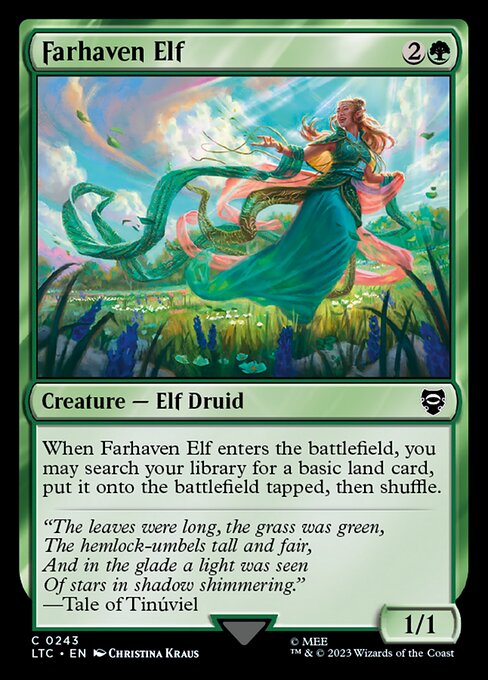 Farhaven Elf
2
Creature — Elf Druid
When Farhaven Elf enters the battlefield, you
may search your library for a basic land card,
put it onto the battlefield tapped, then shuffle.
“The leaves were long, the grass was green,
The hemlock-umbels tall and fair,
And in the glade a light was seen
Of stars in shadow shimmering.”
—Tale of Tinúviel
1/1
C 0243
LTC • EN Christina Kraus
© MEE
™ & © 2023 Wizards of the Coast